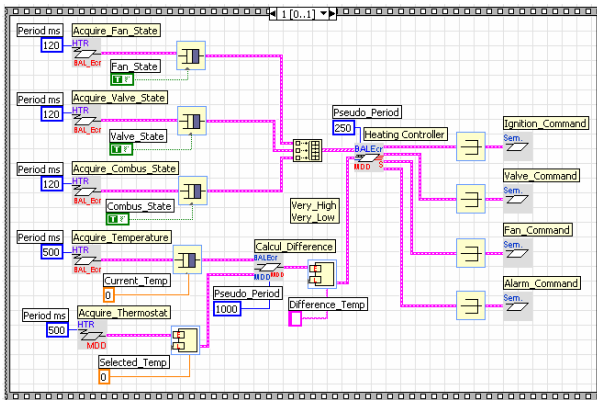 1 [0..1]
Period ms
Acquire_Fan_State
120
HTR
BAL_Ecr
Fan_State
T F
Period ms
Acquire_Valve_State
120
HTR
BAL_Ecr
Valve_State
T F
Pseudo_Period
250
Heating Controller
BALEcr
MDD
Ignition_Command
Sem.
Period ms
Acquire_Combus_State
120
HTR
BAL_Ecr
Combus_State
T F
Very_High
Very_Low
Valve_Command
Sem.
Period ms
Acquire_Temperature
500
HTR
BAL_Ecr
Current_Temp
0
Calcul_Difference
BALEcr
MDD
MDD
Pseudo_Period
1000
Difference_Temp
Fan_Command
Sem.
Period ms
Acquire_Thermostat
500
HTR
MDD
Selected_Temp
0
Alarm_Command
Sem.